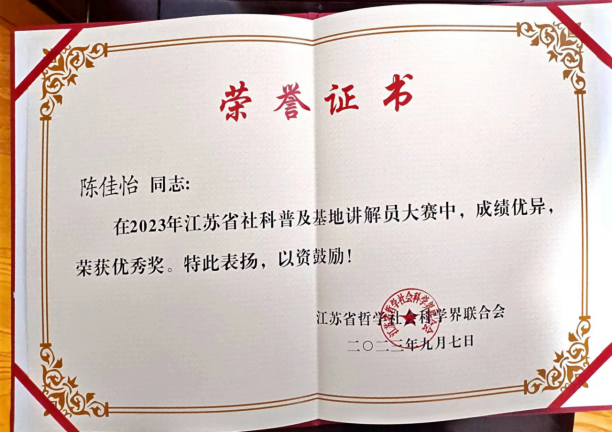 荣誉证书
陈佳怡 同志:
在2023年江苏省社科普及基地讲解员大赛中，成绩优异，
荣获优秀奖。特此表扬，以资鼓励！
江苏省哲学社会科学界联合会
二〇二三年九月七日